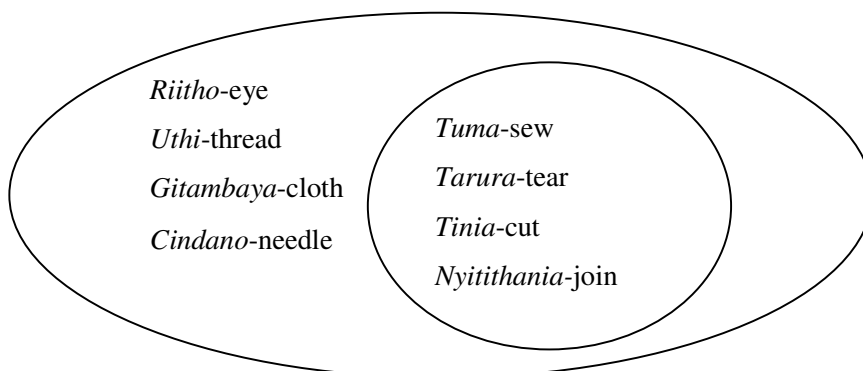 Riitho-eye
Uthi-thread
Gitambaya-cloth
Cindano-needle
Tuma-sew
Tarura-tear
Tinia-cut
Nyitithania-join